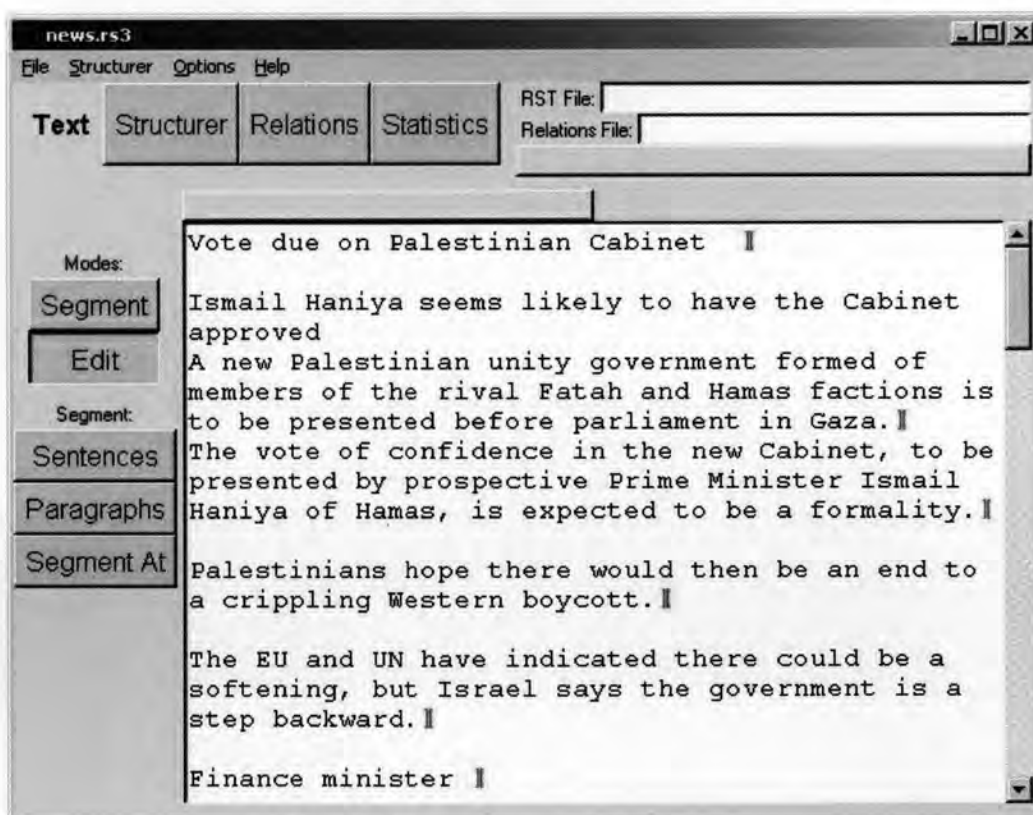 news.rs3
File Structurer Options Help
Text Structurer Relations Statistics
RST File:
Relations File:
Modes:
Segment
Edit
Segment:
Sentences
Paragraphs
Segment At
Vote due on Palestinian Cabinet
Ismail Haniya seems likely to have the Cabinet
approved
A new Palestinian unity government formed of
members of the rival Fatah and Hamas factions is
to be presented before parliament in Gaza.
The vote of confidence in the new Cabinet, to be
presented by prospective Prime Minister Ismail
Haniya of Hamas, is expected to be a formality.
Palestinians hope there would then be an end to
a crippling Western boycott.
The EU and UN have indicated there could be a
softening, but Israel says the government is a
step backward.
Finance minister